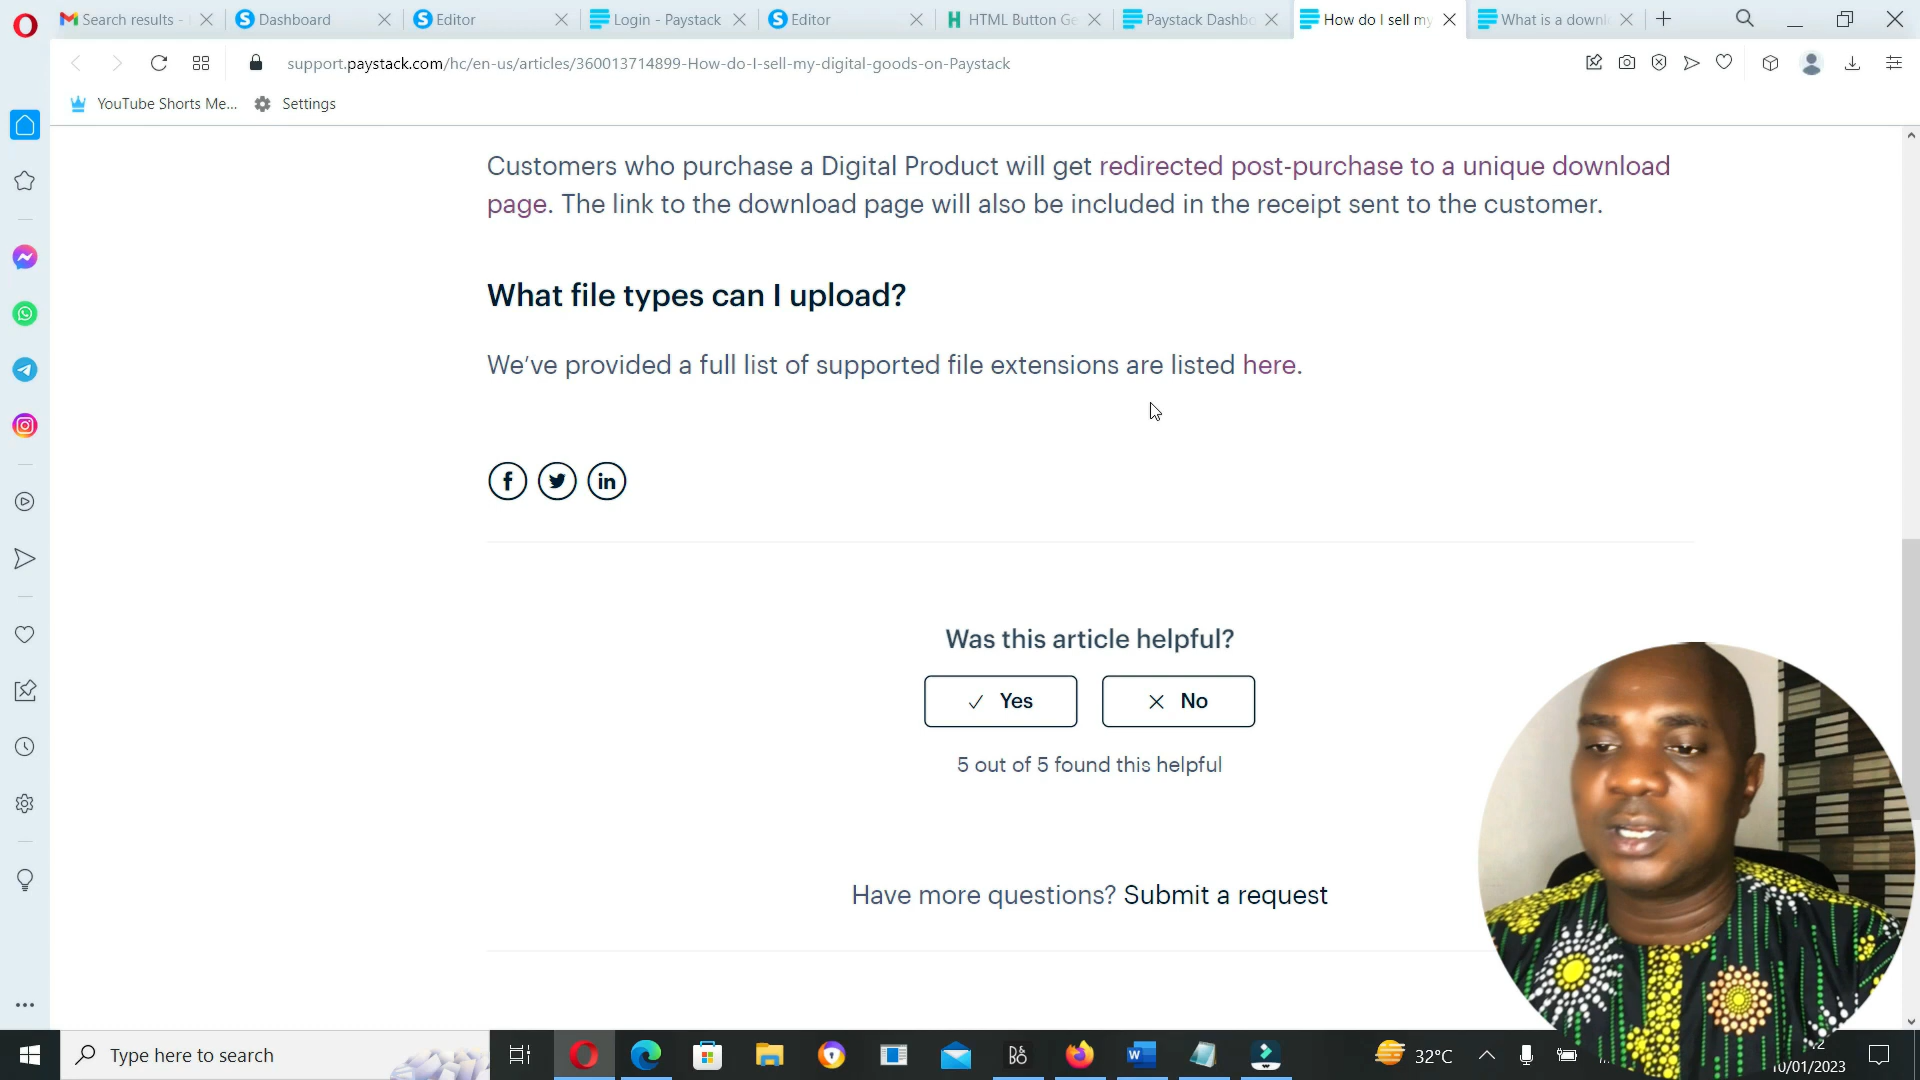 Search results -
Dashboard
Editor
Login - Paystack
Editor
HTML Button Ge
Paystack Dashbo
How do I sell my
What is a downl
support.paystack.com/hc/en-us/articles/360013714899-How-do-I-sell-my-digital-goods-on-Paystack
YouTube Shorts Me...
Settings
Customers who purchase a Digital Product will get redirected post-purchase to a unique download
page. The link to the download page will also be included in the receipt sent to the customer.
What file types can I upload?
We've provided a full list of supported file extensions are listed here.
Was this article helpful?
Yes
No
5 out of 5 found this helpful
Have more questions? Submit a request
Type here to search
32°C